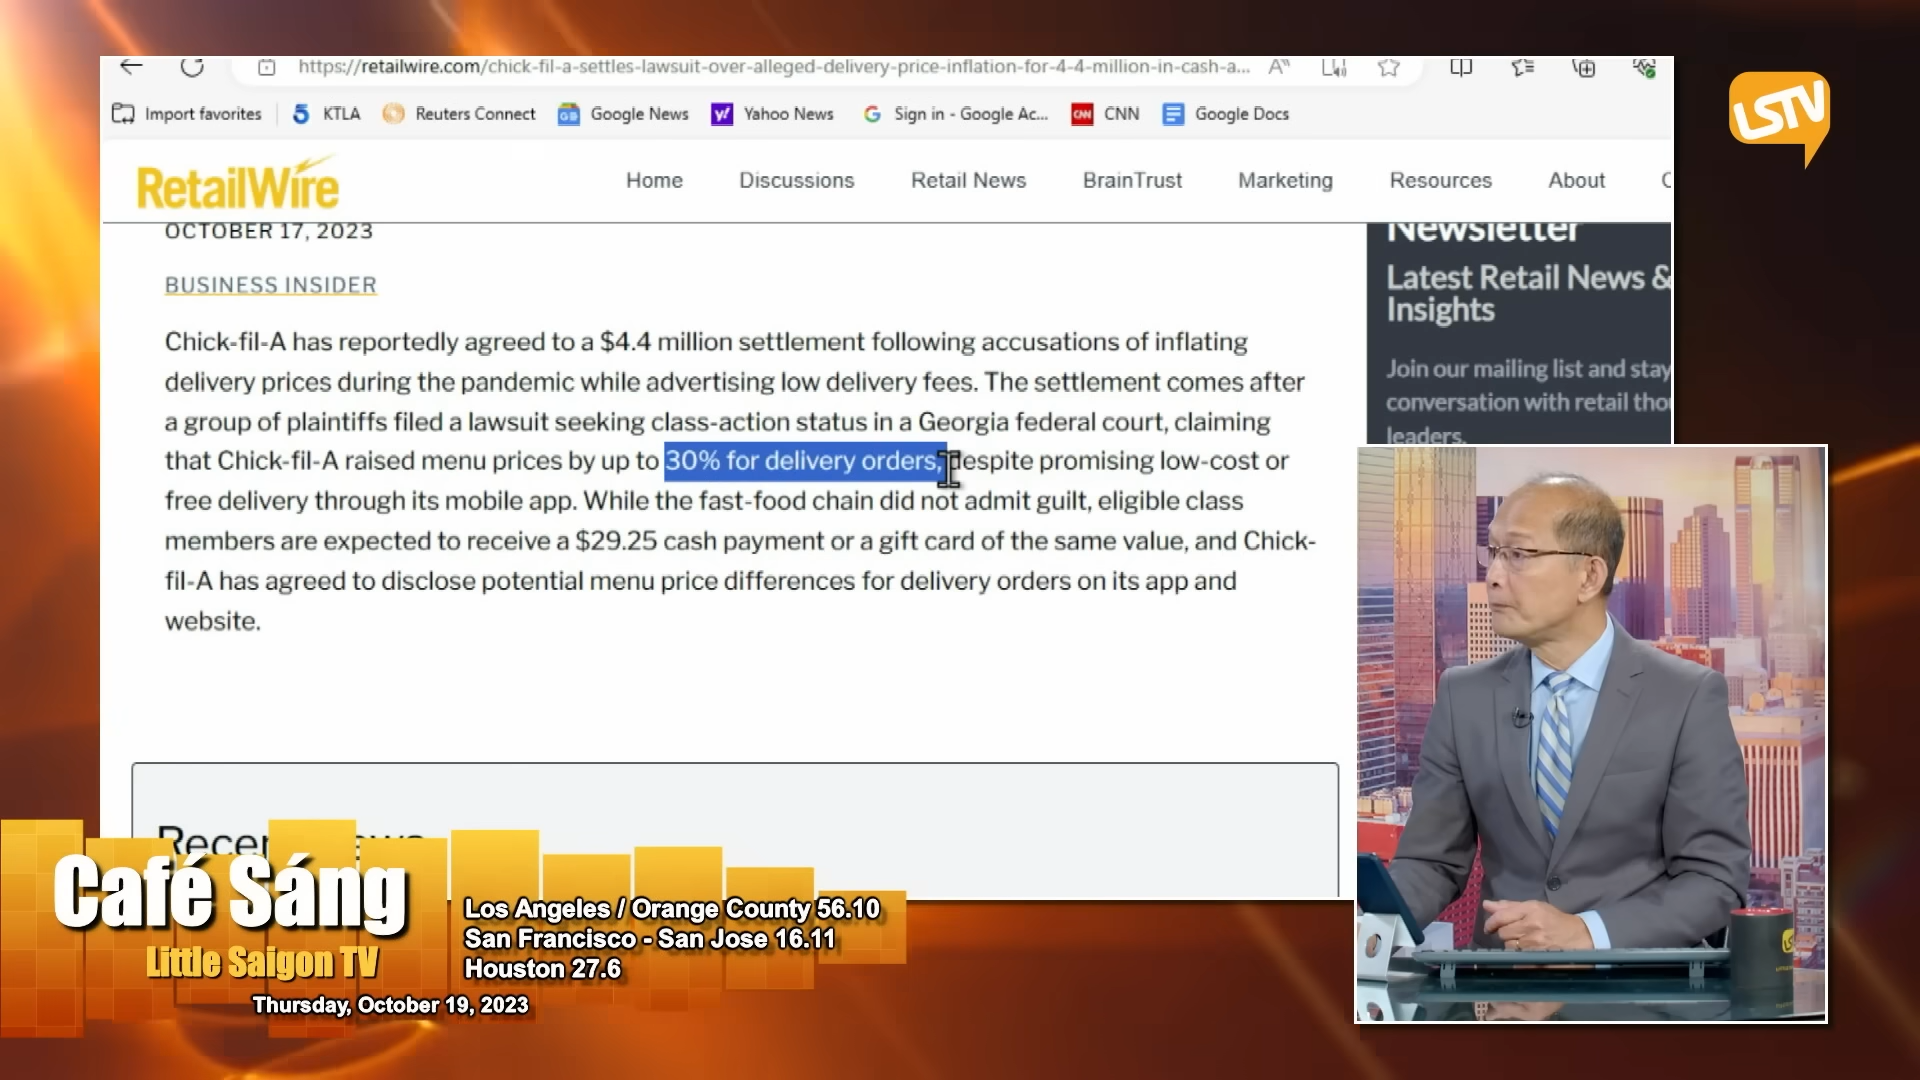 https://retailwire.com/chick-fil-a-settles-lawsuit-over-alleged-delivery-price-inflation-for-4-4-million-in-cash-a...
Import favorites KTLA Reuters Connect Google News Yahoo News Sign in - Google Ac... CNN Google Docs
LSTV
RetailWire Home Discussions Retail News BrainTrust Marketing Resources About
OCTOBER 17, 2023
BUSINESS INSIDER
Chick-fil-A has reportedly agreed to a $4.4 million settlement following accusations of inflating
delivery prices during the pandemic while advertising low delivery fees. The settlement comes after
a group of plaintiffs filed a lawsuit seeking class-action status in a Georgia federal court, claiming
that Chick-fil-A raised menu prices by up to 30% for delivery orders, despite promising low-cost or
free delivery through its mobile app. While the fast-food chain did not admit guilt, eligible class
members are expected to receive a $29.25 cash payment or a gift card of the same value, and Chick-
fil-A has agreed to disclose potential menu price differences for delivery orders on its app and
website.
Newsletter
Latest Retail News &
Insights
Join our mailing list and stay
conversation with retail
leaders.
Café Sáng
Little Saigon TV
Thursday, October 19, 2023
Los Angeles / Orange County 56.10
San Francisco - San Jose 16.11
Houston 27.6